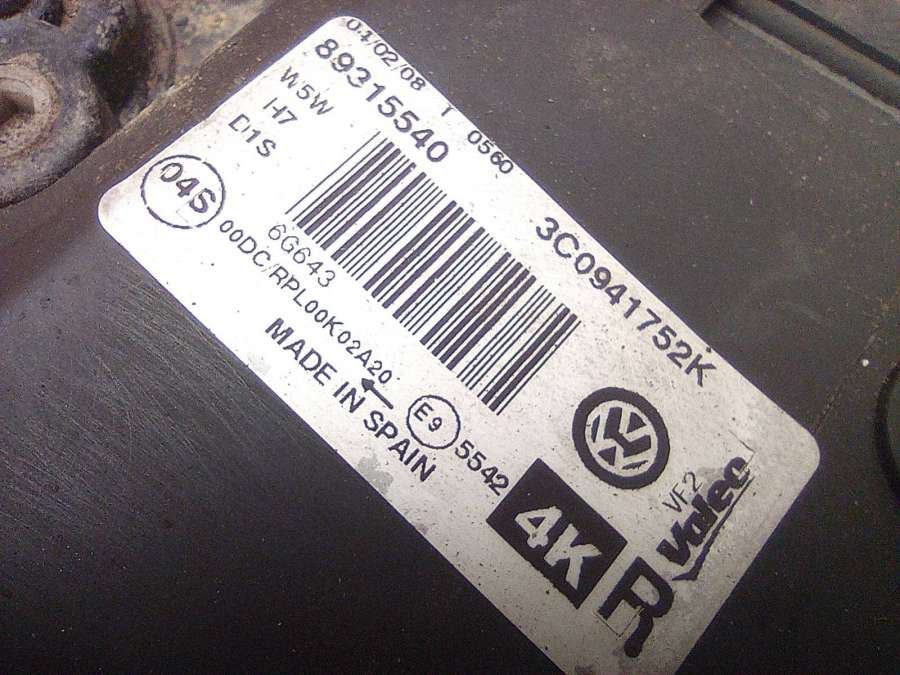 01/02/08 T 0560
89315540
3C0941752K
W5W
H7
D1S
6G643
04S
00DC/RPL00K02A20
MADE IN SPAIN
E9
5542
VF2
Valeo
4K
R